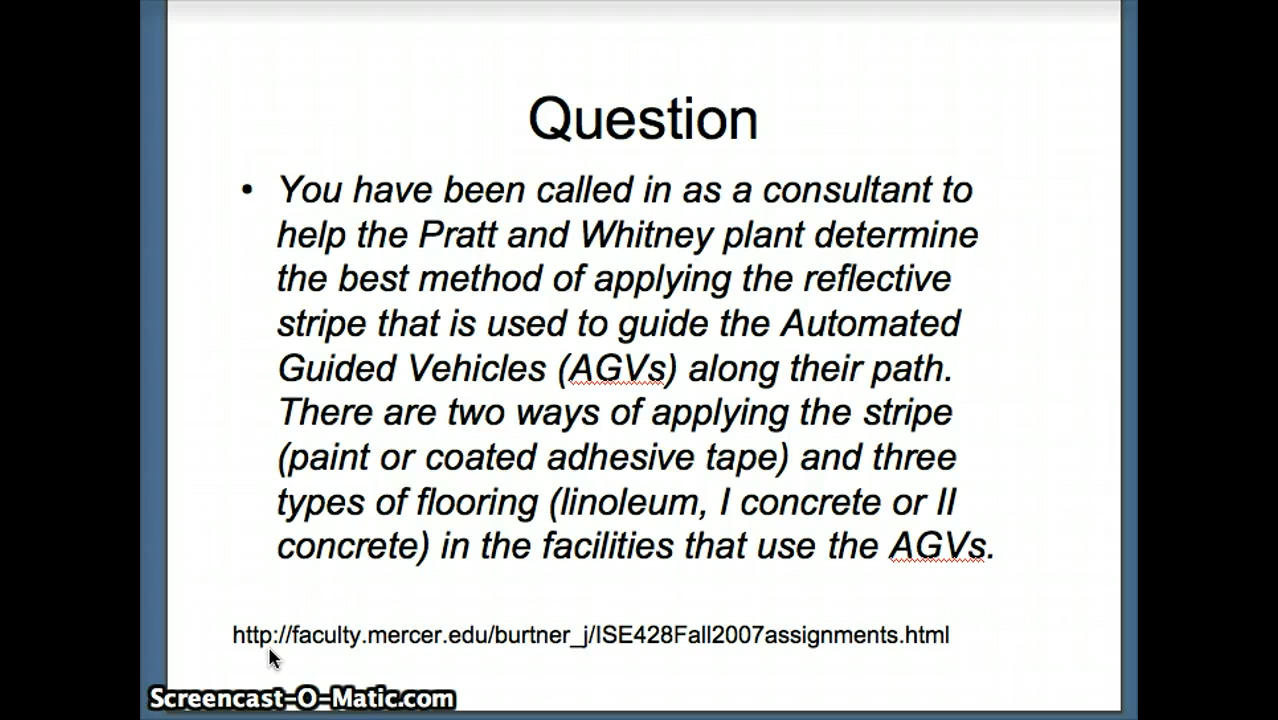 Question
• You have been called in as a consultant to
help the Pratt and Whitney plant determine
the best method of applying the reflective
stripe that is used to guide the Automated
Guided Vehicles (AGVs) along their path.
There are two ways of applying the stripe
(paint or coated adhesive tape) and three
types of flooring (linoleum, I concrete or II
concrete) in the facilities that use the AGVs.
http://faculty.mercer.edu/burtner_j/ISE428Fall2007assignments.html
Screencast-O-Matic.com